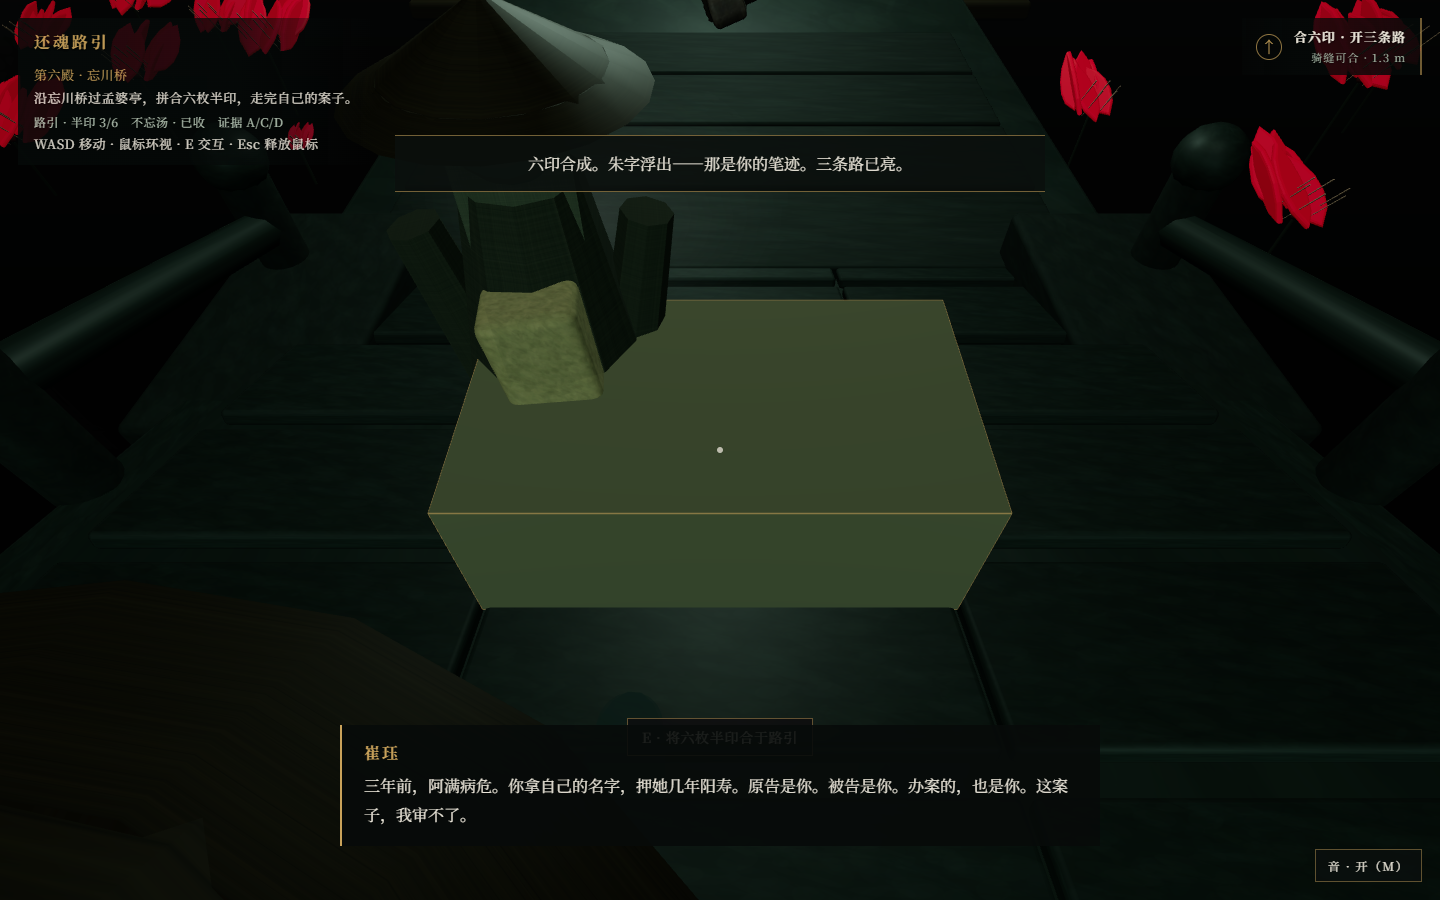 还魂路引
第六殿 · 忘川桥
沿忘川桥过孟婆亭，拼合六枚半印，走完自己的案子。
路引 · 半印 3/6 不忘汤 · 已收 证据 A/C/D
WASD 移动 · 鼠标环视 · E 交互 · Esc 释放鼠标
合六印 · 开三条路
骑缝可合 · 1.3 m
六印合成。朱字浮出——那是你的笔迹。三条路已亮。
E · 将六枚半印合于路引
崔珏
三年前，阿满病危。你拿自己的名字，押她几年阳寿。原告是你。被告是你。办案的，也是你。这案
子，我审不了。
音 · 开（M）